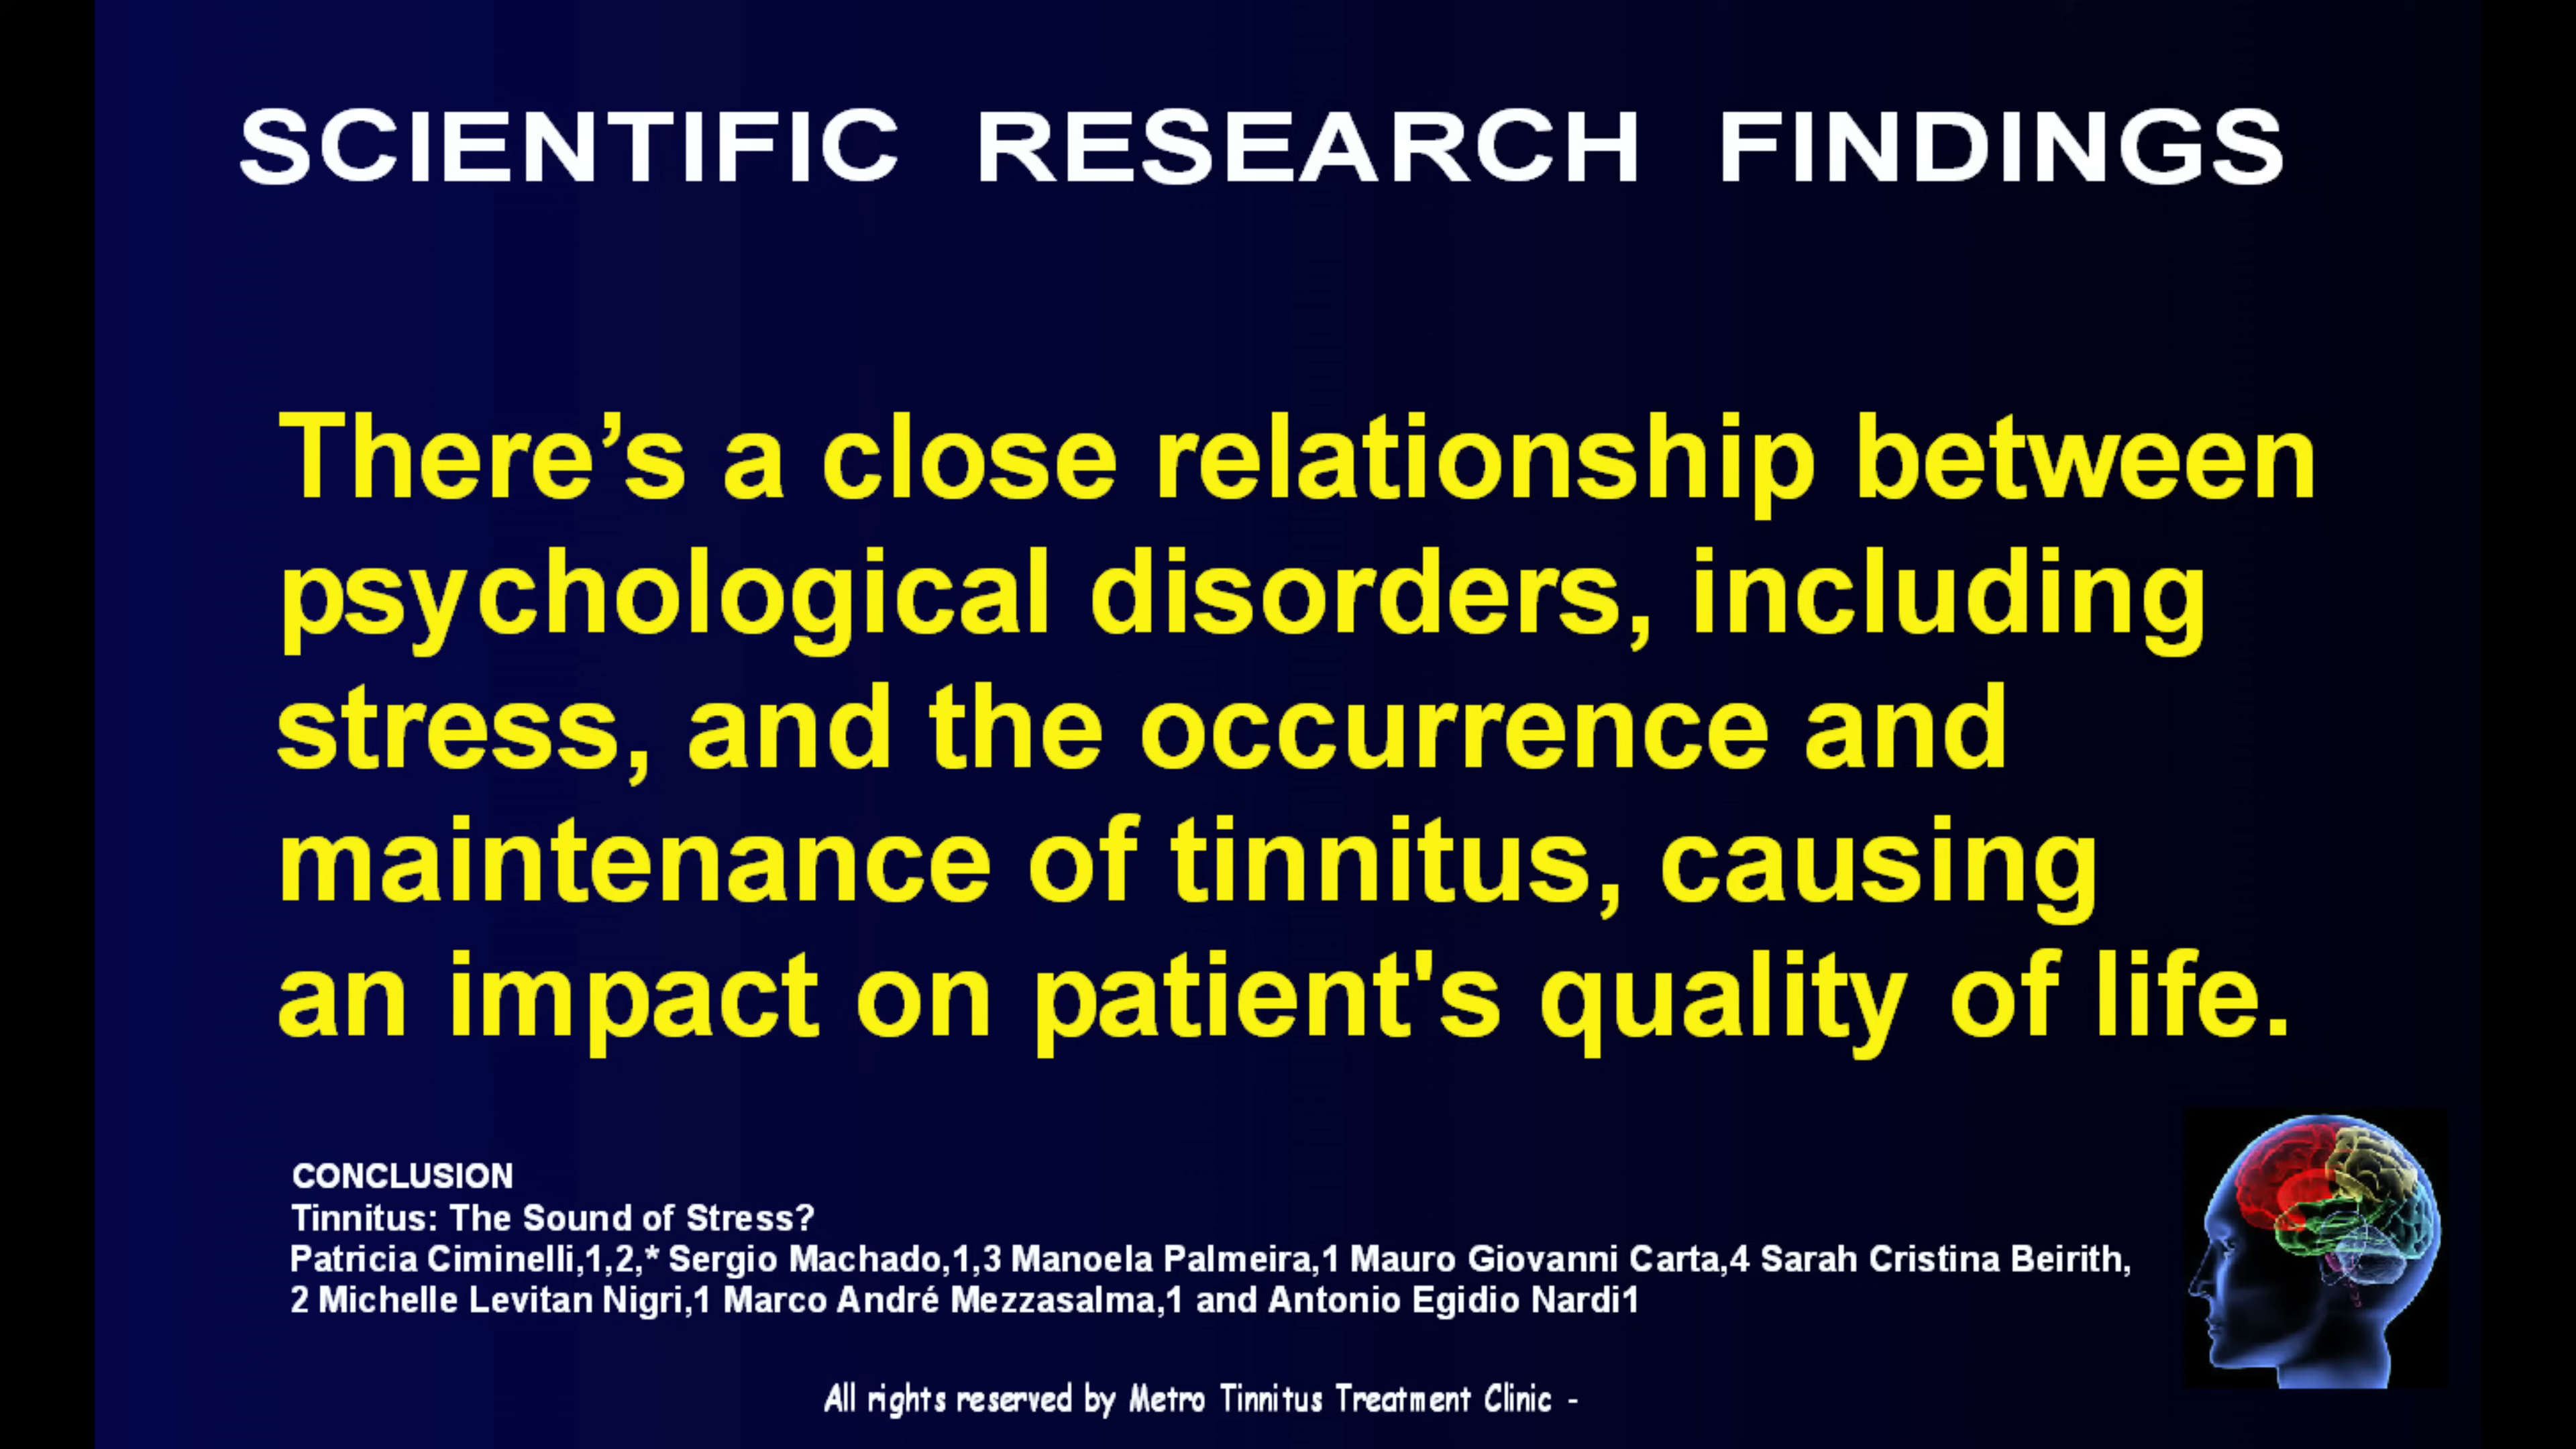 SCIENTIFIC RESEARCH FINDINGS
There’s a close relationship between
psychological disorders, including
stress, and the occurrence and
maintenance of tinnitus, causing
an impact on patient's quality of life.
CONCLUSION
Tinnitus: The Sound of Stress?
Patricia Ciminelli,1,2,* Sergio Machado,1,3 Manoela Palmeira,1 Mauro Giovanni Carta,4 Sarah Cristina Beirith,
2 Michelle Levitan Nigri,1 Marco André Mezzasalma,1 and Antonio Egidio Nardi1
All rights reserved by Metro Tinnitus Treatment Clinic -